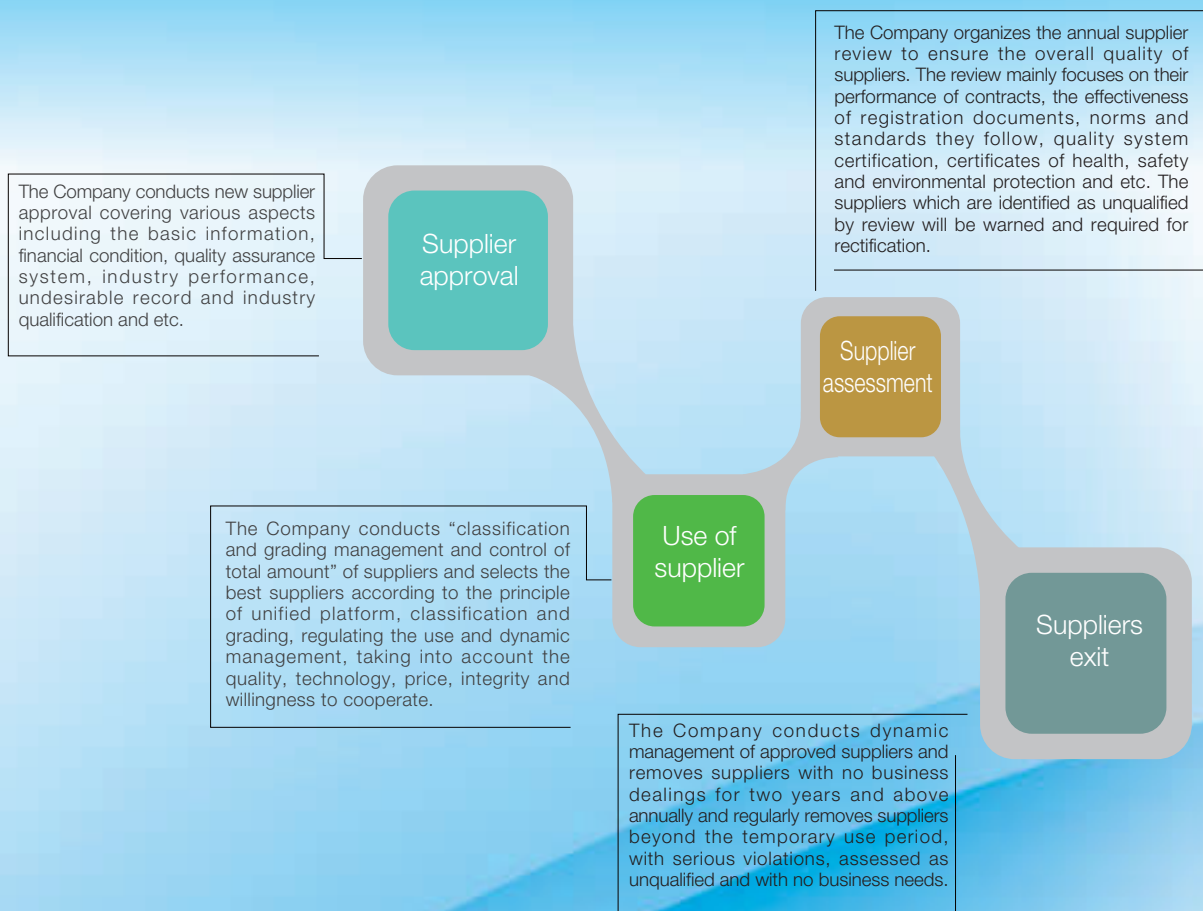 The Company organizes the annual supplier
review to ensure the overall quality of
suppliers. The review mainly focuses on their
performance of contracts, the effectiveness
of registration documents, norms and
standards they follow, quality system
certification, certificates of health, safety
and environmental protection and etc. The
suppliers which are identified as unqualified
by review will be warned and required for
rectification.
The Company conducts new supplier
approval covering various aspects
including the basic information,
financial condition, quality assurance
system, industry performance,
undesirable record and industry
qualification and etc.
Supplier
approval
Supplier
assessment
The Company conducts “classification
and grading management and control of
total amount” of suppliers and selects the
best suppliers according to the principle
of unified platform, classification and
grading, regulating the use and dynamic
management, taking into account the
quality, technology, price, integrity and
willingness to cooperate.
Use of
supplier
Suppliers
exit
The Company conducts dynamic
management of approved suppliers and
removes suppliers with no business
dealings for two years and above
annually and regularly removes suppliers
beyond the temporary use period,
with serious violations, assessed as
unqualified and with no business needs.